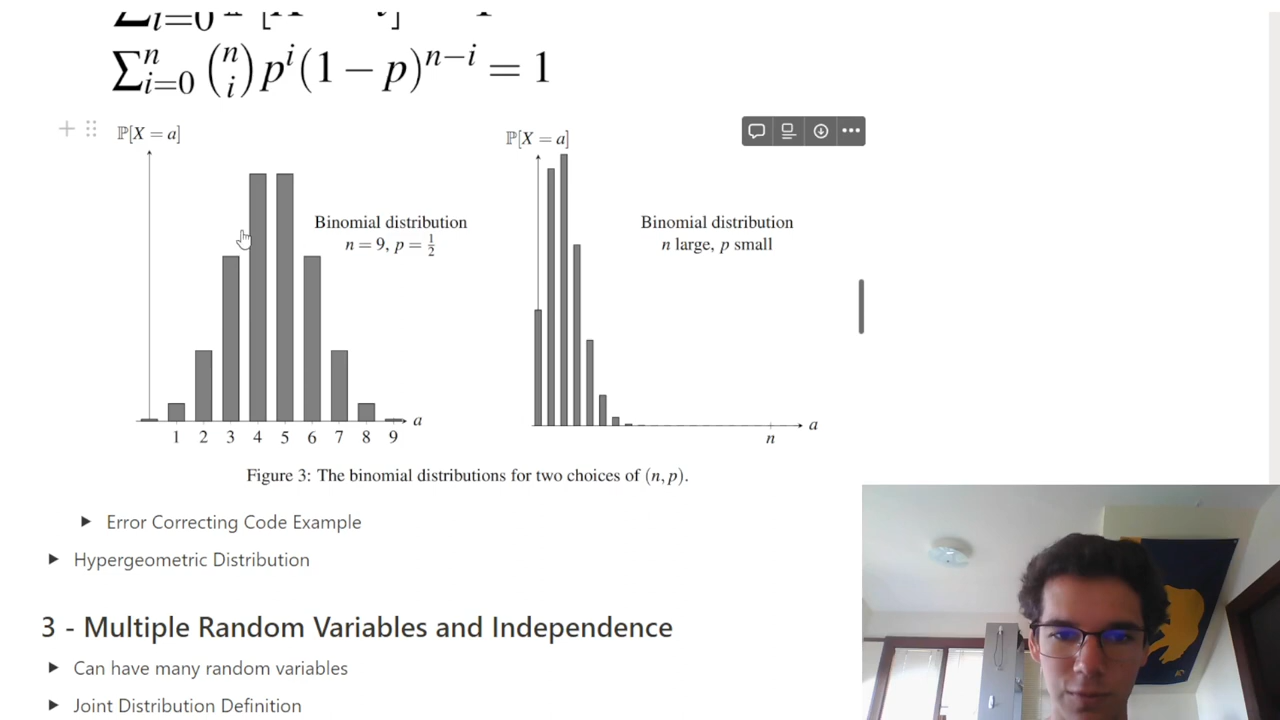 ∑_{i=0}^{n} \binom{n}{i} p^i (1 − p)^{n−i} = 1
ℙ[X = a]
Binomial distribution
n = 9, p = 1/2
a
1 2 3 4 5 6 7 8 9
ℙ[X = a]
Binomial distribution
n large, p small
a
n
Figure 3: The binomial distributions for two choices of (n, p).
Error Correcting Code Example
Hypergeometric Distribution
3 - Multiple Random Variables and Independence
Can have many random variables
Joint Distribution Definition